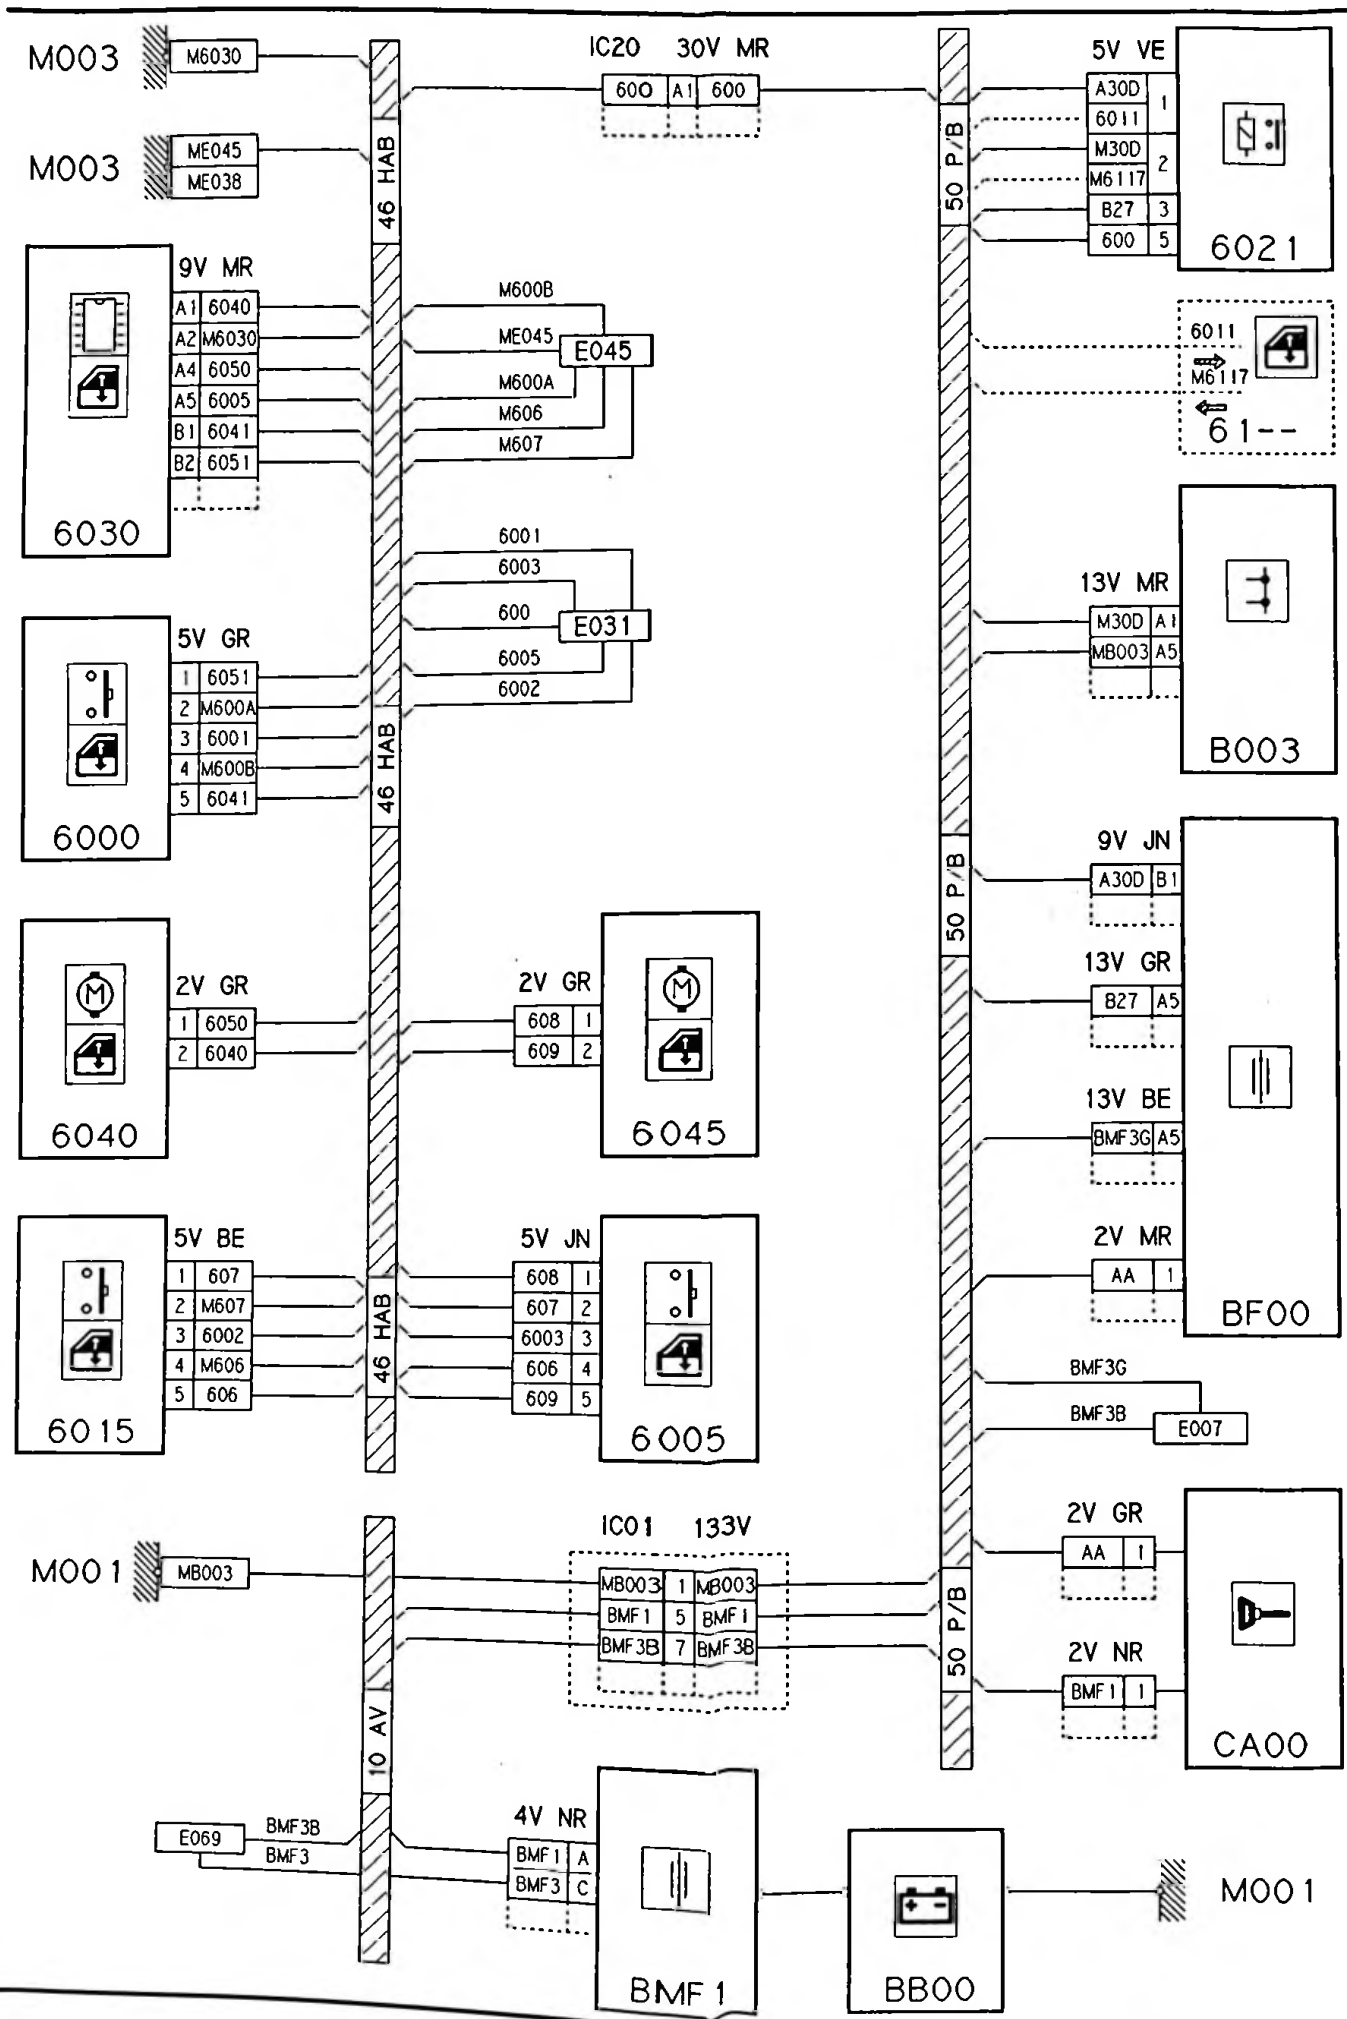 M003
M6030
M003
ME045
ME038
46 HAB
IC20 30V MR
600 A1 600
50 P/B
5V VE
A30D 1
6011
M30D 2
M6117
B27 3
600 5
6021
9V MR
A1 6040
A2 M6030
A4 6050
A5 6005
B1 6041
B2 6051
6030
M600B
ME045
E045
M600A
M606
M607
6011
M6117
61--
6001
6003
600
E031
6005
6002
13V MR
M30D A1
MB003 A5
B003
5V GR
1 6051
2 M600A
3 6001
4 M600B
5 6041
6000
46 HAB
50 P/B
9V JN
A30D B1
13V GR
B27 A5
13V BE
BMF3G A5
2V MR
AA 1
BF00
2V GR
1 6050
2 6040
6040
2V GR
608 1
609 2
6045
5V BE
1 607
2 M607
3 6002
4 M606
5 606
6015
46 HAB
5V JN
608 1
607 2
6003 3
606 4
609 5
6005
BMF3G
BMF3B
E007
M001
MB003
IC01 133V
MB003 1 MB003
BMF1 5 BMF1
BMF3B 7 BMF3B
50 P/B
2V GR
AA 1
2V NR
BMF1 1
CA00
10 AV
E069
BMF3B
BMF3
4V NR
BMF1 A
BMF3 C
BMF1
BB00
M001